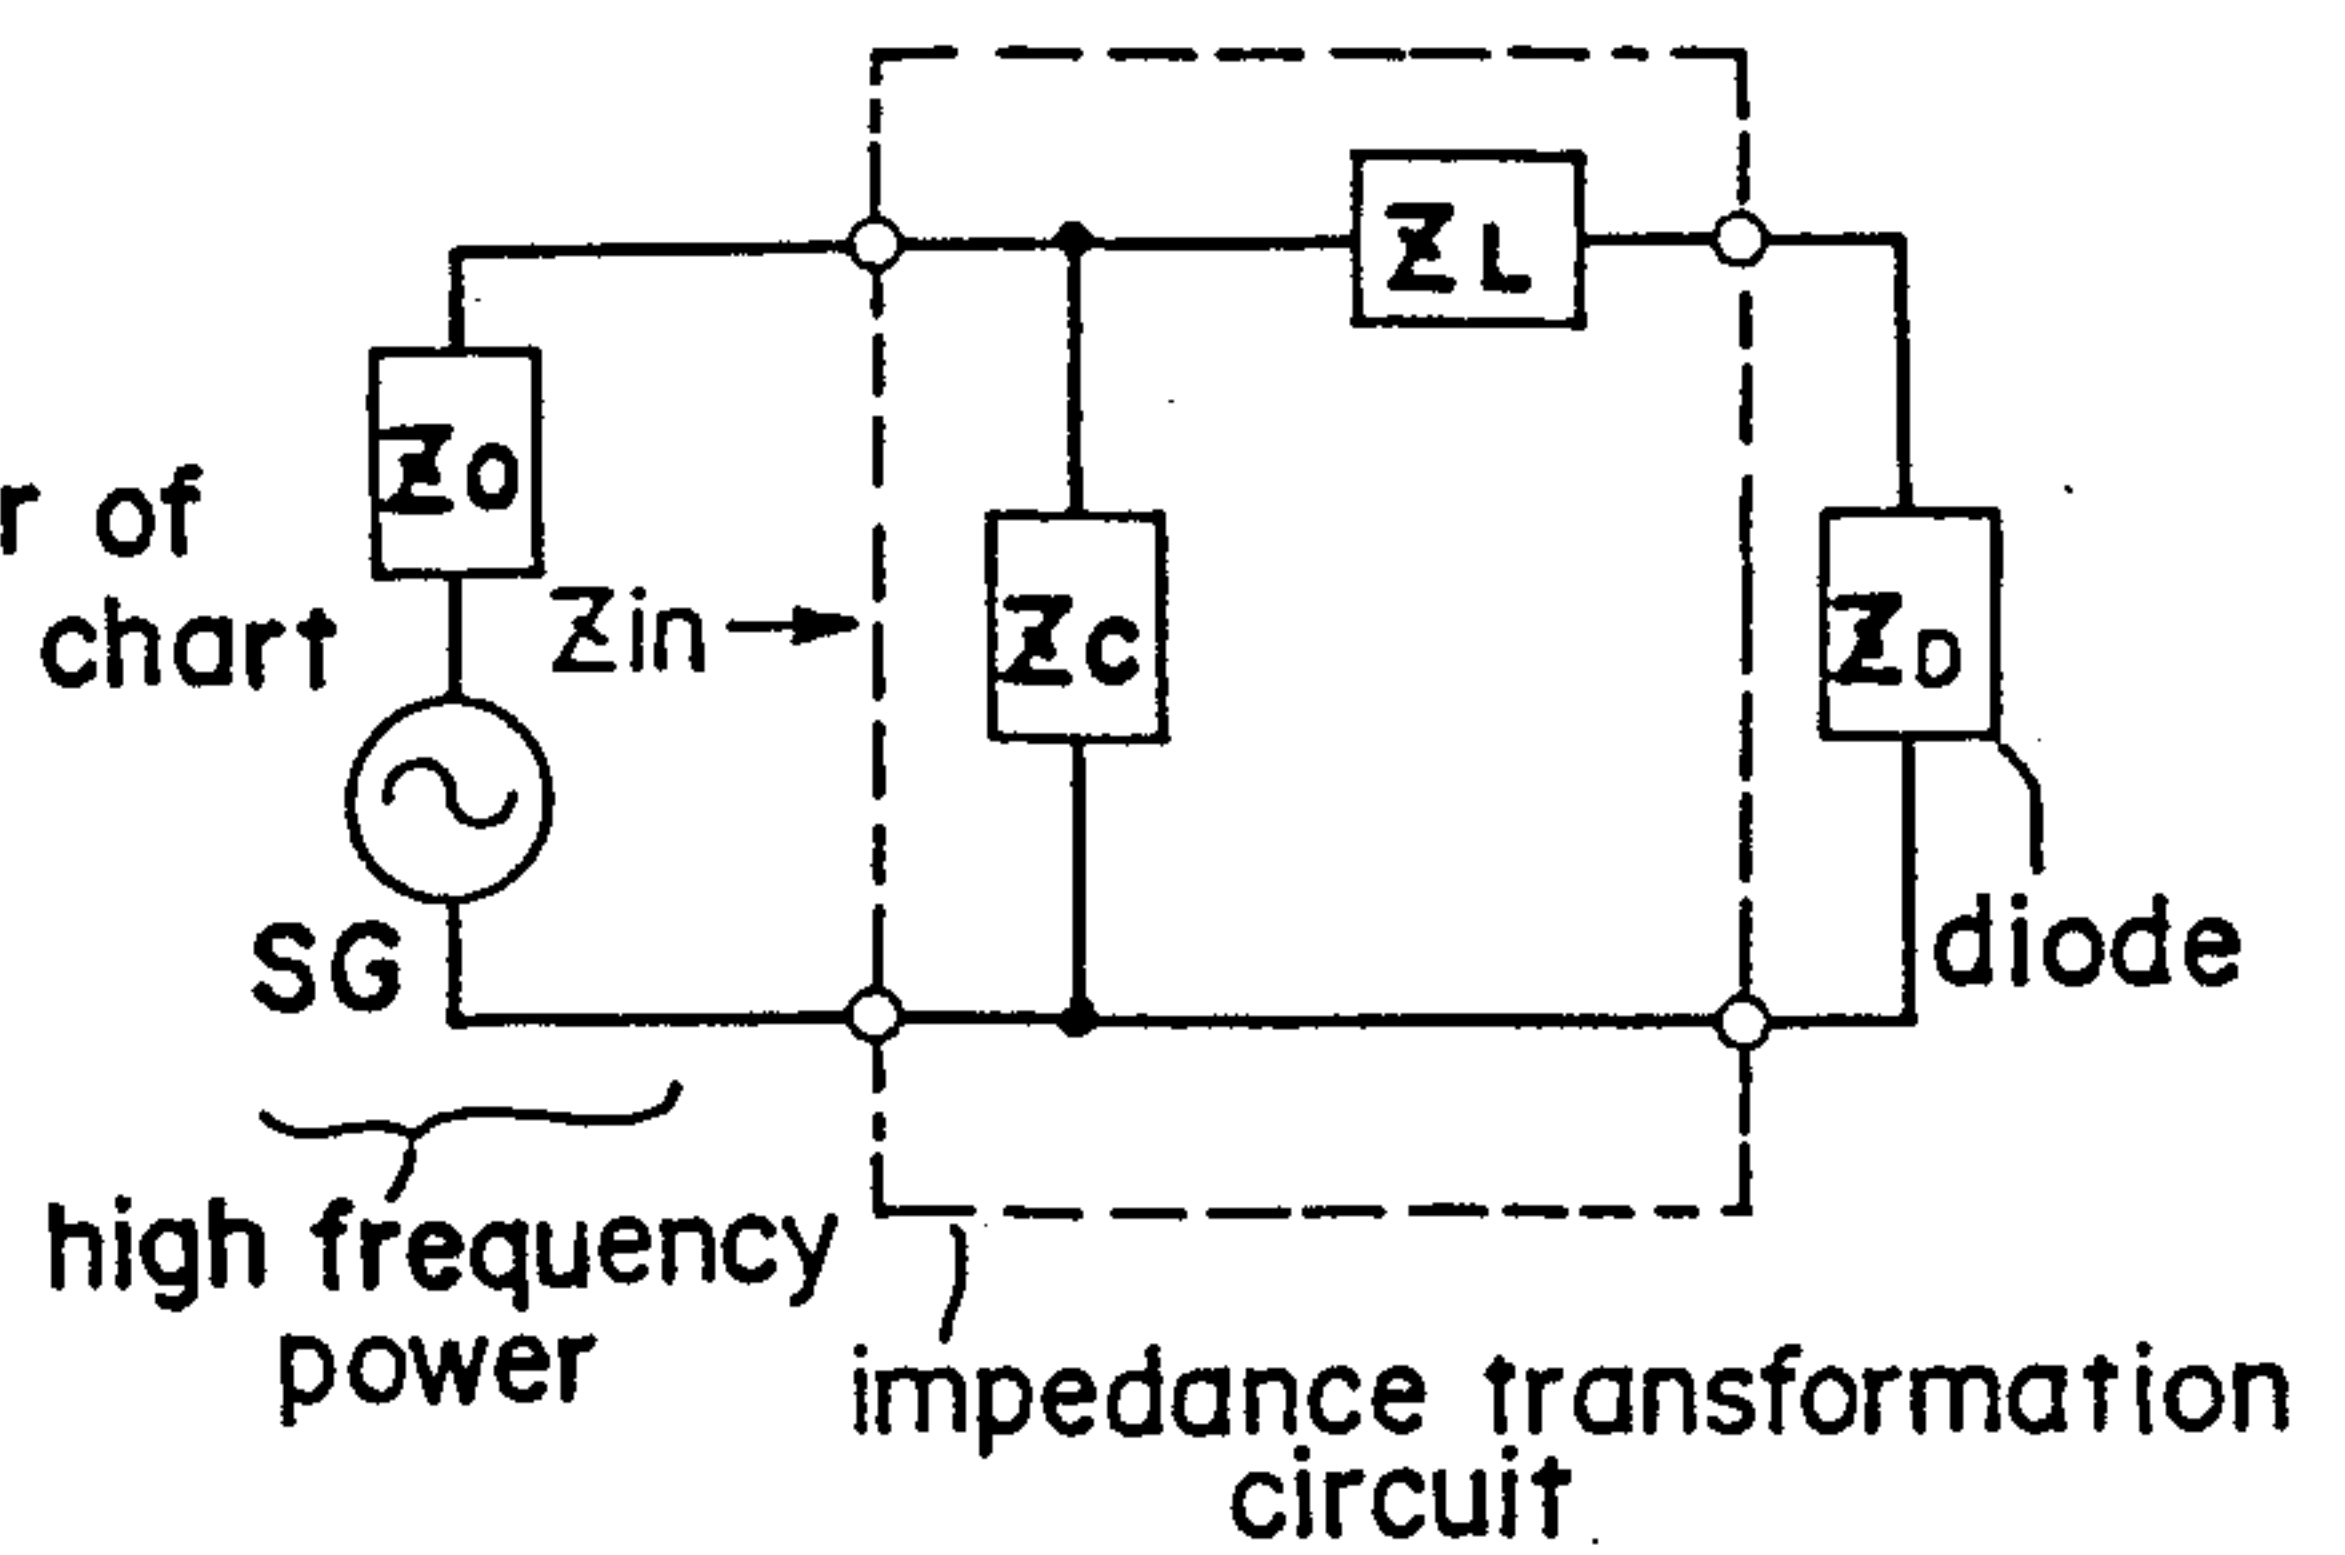 ZL
Zo
r of
chart
Zin
Zc
ZD
SG
diode
high frequency
power
impedance transformation
circuit